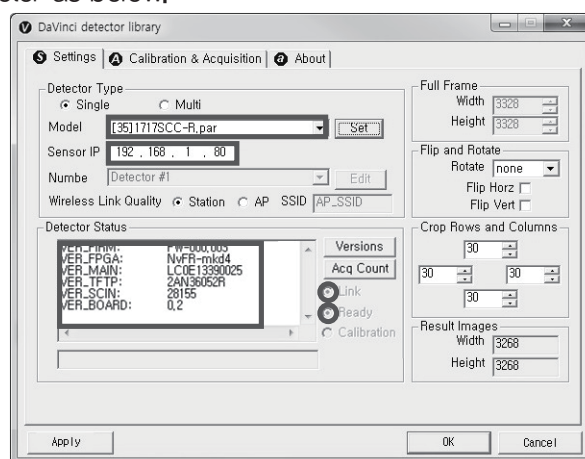 DaVinci detector library
Settings Calibration & Acquisition About
Detector Type
Single Multi
Model [35]1717SCC-R,par Set
Sensor IP 192 . 168 . 1 . 80
Numbe Detector #1 Edit
Wireless Link Quality Station AP SSID AP_SSID
Detector Status
VER_FPGA: NvFR-mkd4
VER_MAIN: LC0E13390025
VER_TFTP: 2AN36052R
VER_SCIN: 28155
VER_BOARD: 0,2
Versions
Acq Count
Link
Ready
Calibration
Full Frame
Width 3328
Height 3328
Flip and Rotate
Rotate none
Flip Horz
Flip Vert
Crop Rows and Columns
30
30 30
30
Result Images
Width 3268
Height 3268
Apply OK Cancel